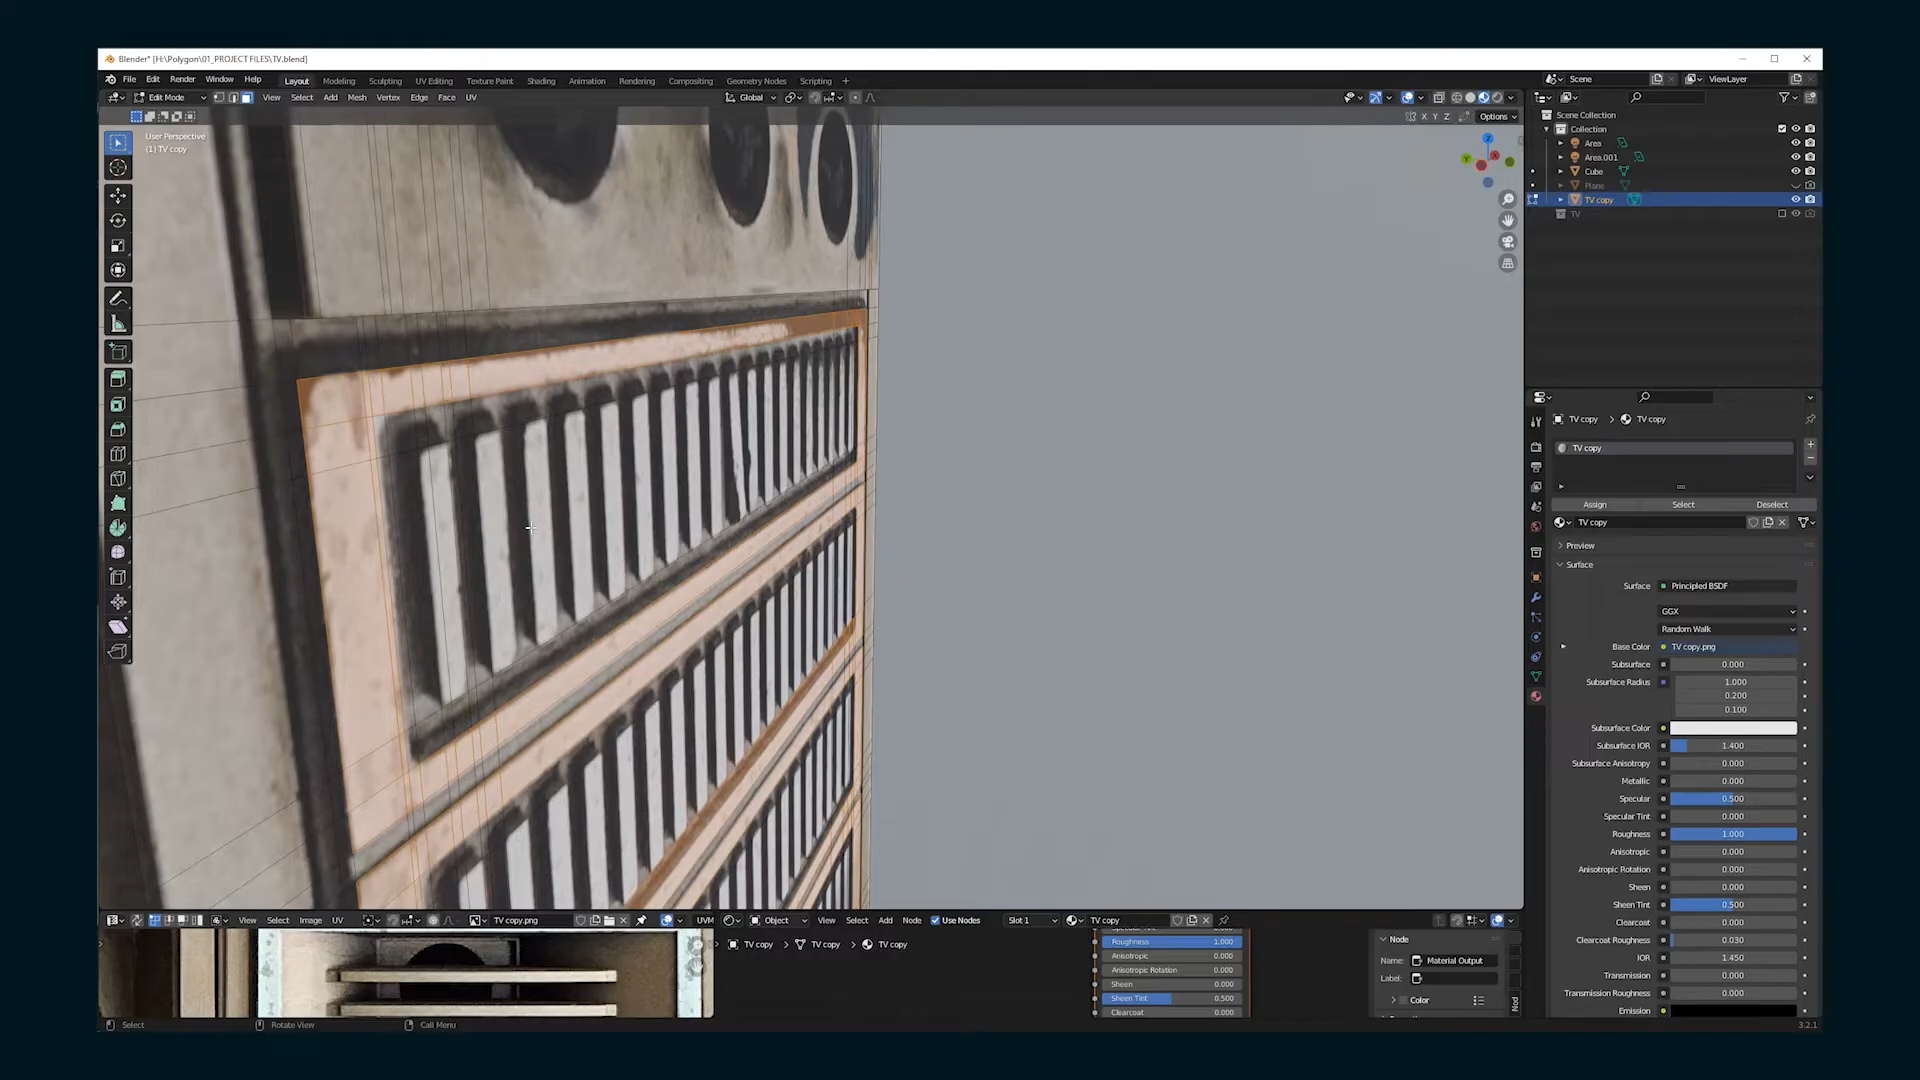 Blender* [H:\Polygon\01_PROJECT FILES\TV.blend]
File Edit Render Window Help Layout Modeling Sculpting UV Editing Texture Paint Shading Animation Rendering Compositing Geometry Nodes Scripting + Scene ViewLayer
Edit Mode View Select Add Mesh Vertex Edge Face UV Global
X Y Z Options
User Perspective
(1) TV copy
Scene Collection
Collection
Area
Area.001
Cube
Plane
TV copy
TV
TV copy > TV copy
TV copy
Assign Select Deselect
TV copy
Preview
Surface
Surface Principled BSDF
GGX
Random Walk
Base Color TV copy.png
Subsurface 0.000
Subsurface Radius 1.000
0.200
0.100
Subsurface Color
Subsurface IOR 1.400
Subsurface Anisotropy 0.000
Metallic 0.000
Specular 0.500
Specular Tint 0.000
Roughness 1.000
Anisotropic 0.000
Anisotropic Rotation 0.000
Sheen 0.000
Sheen Tint 0.500
Clearcoat 0.000
Clearcoat Roughness 0.030
IOR 1.450
Transmission 0.000
Transmission Roughness 0.000
Emission
View Select Image UV TV copy.png UVM Object View Select Add Node Use Nodes Slot 1 TV copy
TV copy > TV copy > TV copy
Roughness 1.000
Anisotropic 0.000
Anisotropic Rotation 0.000
Sheen 0.000
Sheen Tint 0.500
Clearcoat 0.000
Node
Name: Material Output
Label:
Color
Nod
Select Rotate View Call Menu
3.2.1